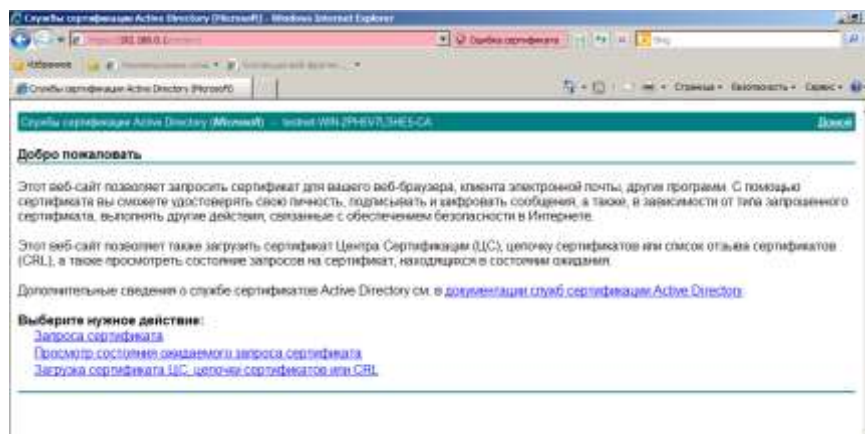 Службы сертификации Active Directory (Microsoft) - Windows Internet Explorer
Ошибка сертификата
Bing
Избранное
Службы сертификации Active Directory (Microsoft)
Страница Безопасность Сервис
Службы сертификации Active Directory (Microsoft) -- Домой
Добро пожаловать
Этот веб-сайт позволяет запросить сертификат для вашего веб-браузера, клиента электронной почты, других программ. С помощью
сертификата вы сможете удостоверять свою личность, подписывать и шифровать сообщения, а также, в зависимости от типа запрошенного
сертификата, выполнять другие действия, связанные с обеспечением безопасности в Интернете.
Этот веб-сайт позволяет также загрузить сертификат Центра Сертификации (ЦС), цепочку сертификатов или список отзыва сертификатов
(CRL), а также просмотреть состояние запросов на сертификат, находящихся в состоянии ожидания.
Дополнительные сведения о службе сертификатов Active Directory см. в документации служб сертификации Active Directory.
Выберите нужное действие:
Запроса сертификата
Просмотр состояния ожидаемого запроса сертификата
Загрузка сертификата ЦС, цепочки сертификатов или CRL